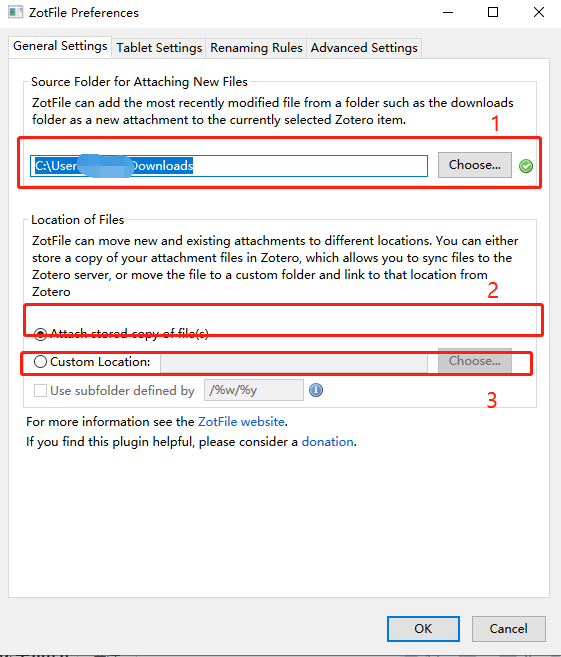 ZotFile Preferences
General Settings Tablet Settings Renaming Rules Advanced Settings
Source Folder for Attaching New Files
ZotFile can add the most recently modified file from a folder such as the downloads
folder as a new attachment to the currently selected Zotero item.
1
C:\User Downloads Choose...
Location of Files
ZotFile can move new and existing attachments to different locations. You can either
store a copy of your attachment files in Zotero, which allows you to sync files to the
Zotero server, or move the file to a custom folder and link to that location from
Zotero
2
Attach stored copy of file(s)
Custom Location: Choose...
Use subfolder defined by /%w/%y
3
For more information see the ZotFile website.
If you find this plugin helpful, please consider a donation.
OK Cancel